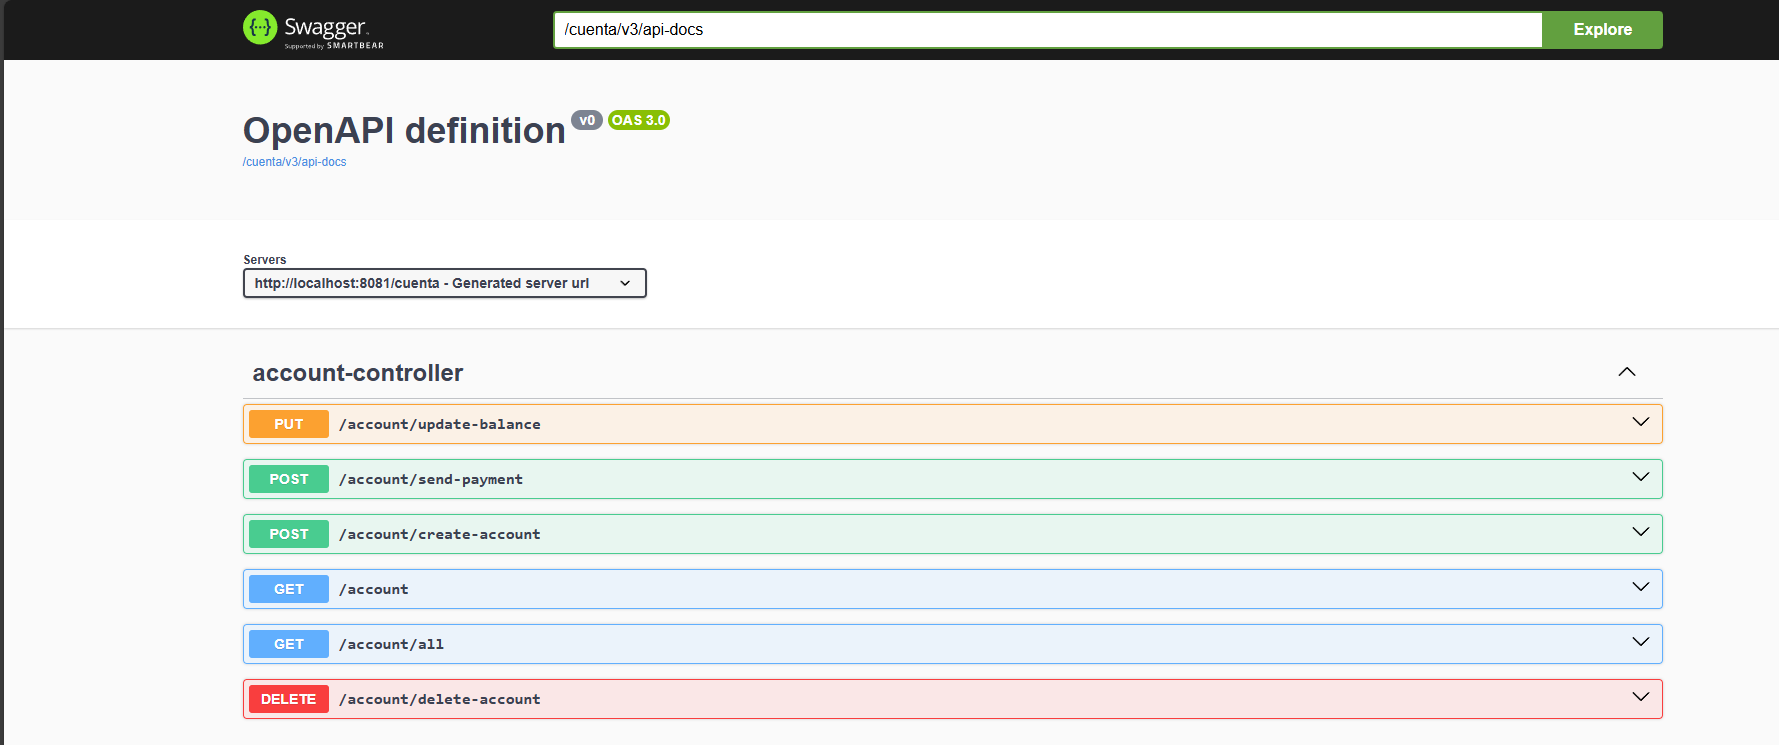 Swagger.
Supported by SMARTBEAR
/cuenta/v3/api-docs
Explore
OpenAPI definition v0 OAS 3.0
/cuenta/v3/api-docs
Servers
http://localhost:8081/cuenta - Generated server url
account-controller
PUT /account/update-balance
POST /account/send-payment
POST /account/create-account
GET /account
GET /account/all
DELETE /account/delete-account